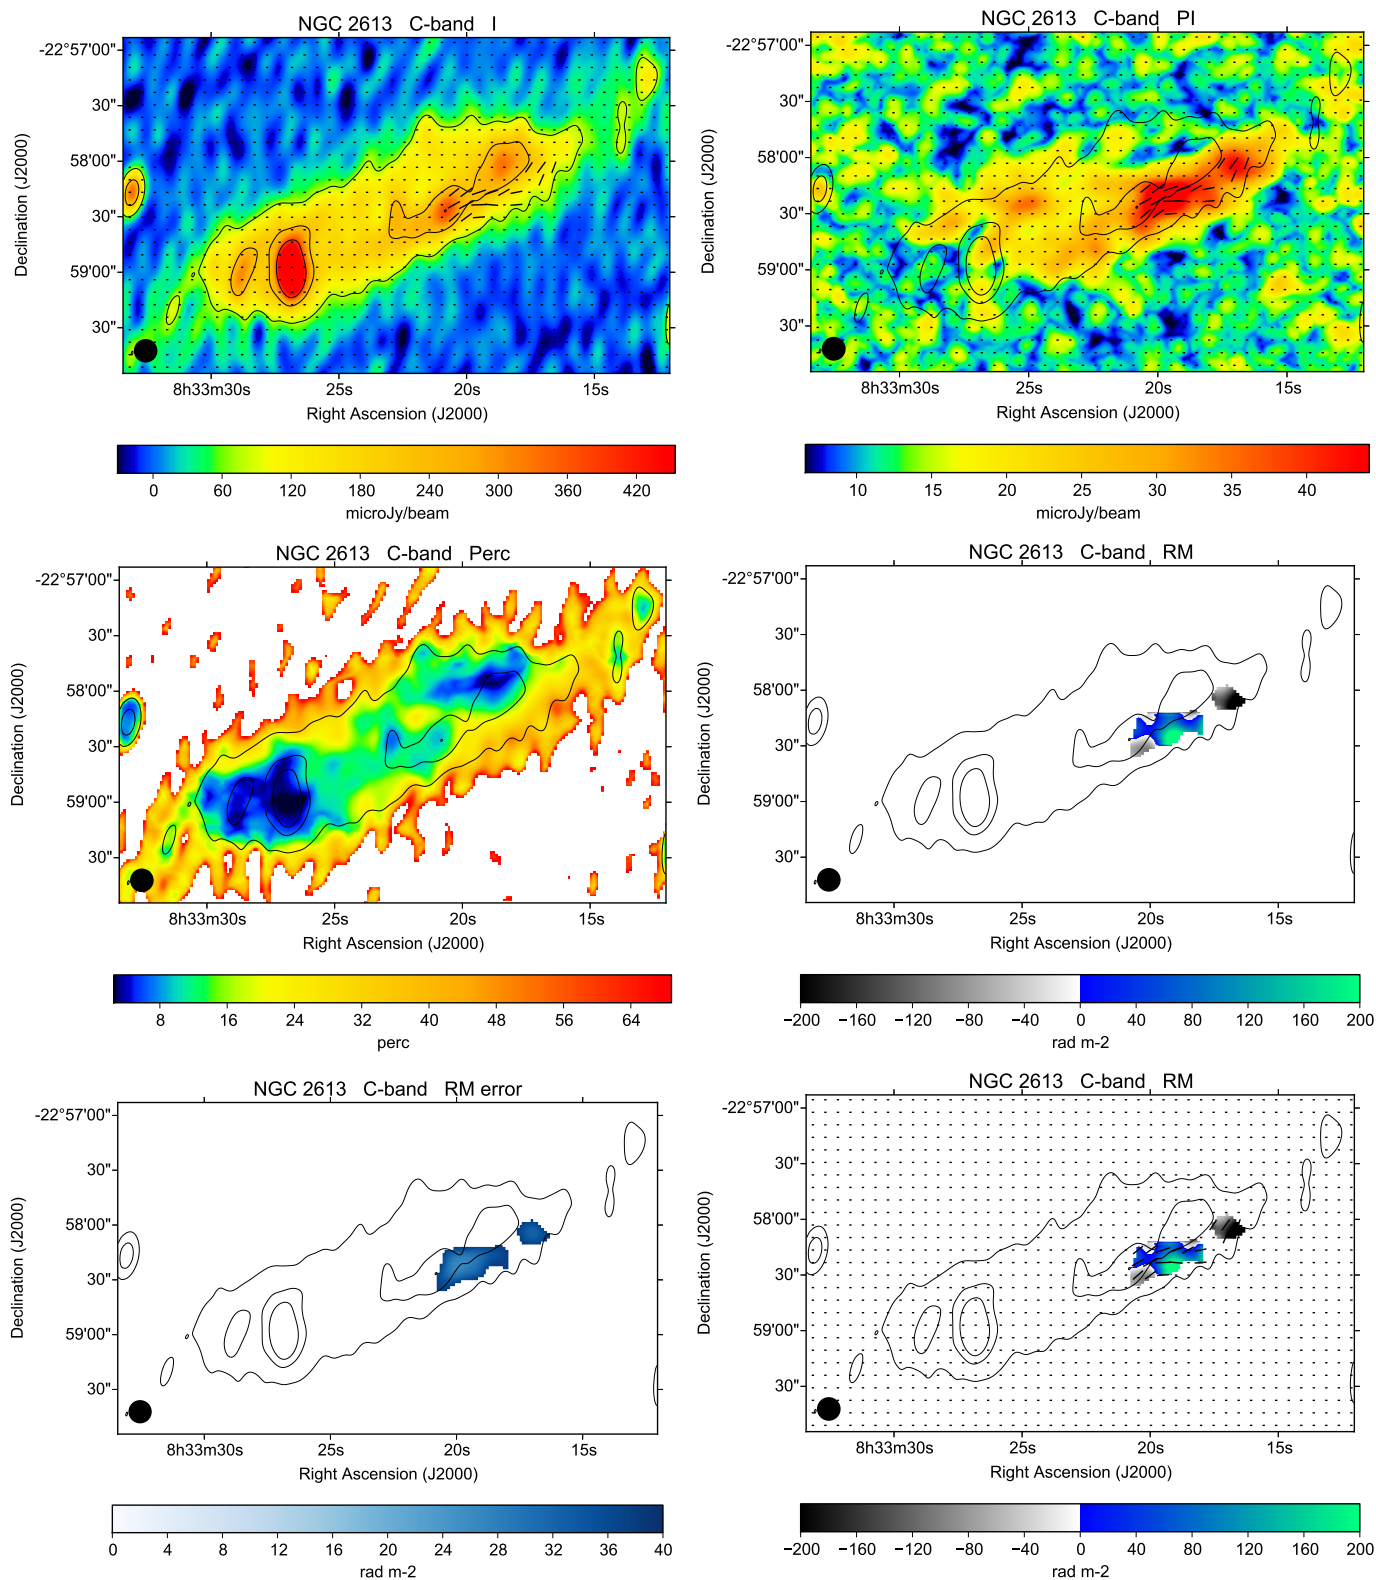 NGC 2613 C-band I
-22°57'00"
30"
58'00"
30"
59'00"
30"
Declination (J2000)
8h33m30s 25s 20s 15s
Right Ascension (J2000)
0 60 120 180 240 300 360 420
microJy/beam
NGC 2613 C-band PI
-22°57'00"
30"
58'00"
30"
59'00"
30"
Declination (J2000)
8h33m30s 25s 20s 15s
Right Ascension (J2000)
10 15 20 25 30 35 40
microJy/beam
NGC 2613 C-band Perc
-22°57'00"
30"
58'00"
30"
59'00"
30"
Declination (J2000)
8h33m30s 25s 20s 15s
Right Ascension (J2000)
8 16 24 32 40 48 56 64
perc
NGC 2613 C-band RM
-22°57'00"
30"
58'00"
30"
59'00"
30"
Declination (J2000)
8h33m30s 25s 20s 15s
Right Ascension (J2000)
−200 −160 −120 −80 −40 0 40 80 120 160 200
rad m-2
NGC 2613 C-band RM error
-22°57'00"
30"
58'00"
30"
59'00"
30"
Declination (J2000)
8h33m30s 25s 20s 15s
Right Ascension (J2000)
0 4 8 12 16 20 24 28 32 36 40
rad m-2
NGC 2613 C-band RM
-22°57'00"
30"
58'00"
30"
59'00"
30"
Declination (J2000)
8h33m30s 25s 20s 15s
Right Ascension (J2000)
−200 −160 −120 −80 −40 0 40 80 120 160 200
rad m-2